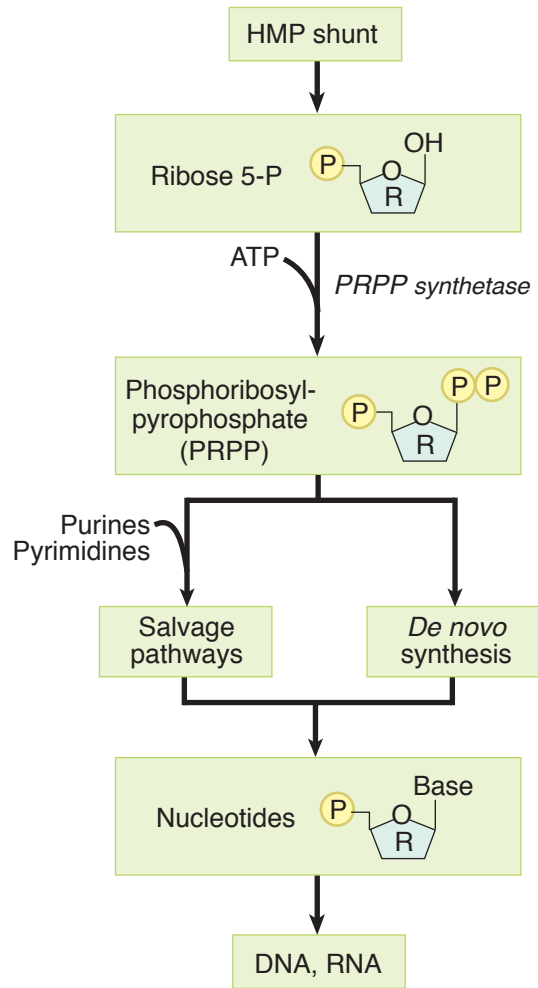 HMP shunt
OH
Ribose 5-P
P
O
R
ATP
PRPP synthetase
Phosphoribosyl-
pyrophosphate
(PRPP)
P
O
R
P P
Purines
Pyrimidines
Salvage
pathways
De novo
synthesis
Nucleotides
P
O
R
Base
DNA, RNA